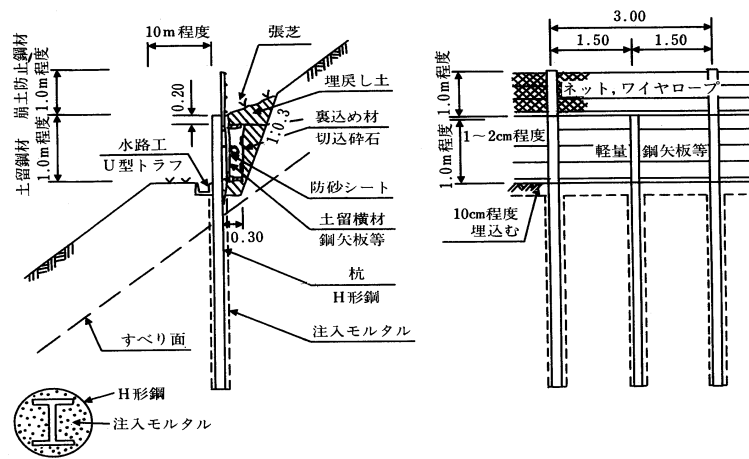 10m程度
張芝
埋戻し土
裏込め材
切込砕石
1:0.3
崩土防止鋼材
1.0m程度
0.20
土留鋼材
1.0m程度
水路工
U型トラフ
防砂シート
土留横材
鋼矢板等
0.30
杭
H形鋼
注入モルタル
すべり面
H形鋼
注入モルタル
3.00
1.50 1.50
1.0m程度
ネット,ワイヤロープ
1.0m程度
1~2cm程度
軽量 鋼矢板等
10cm程度
埋込む